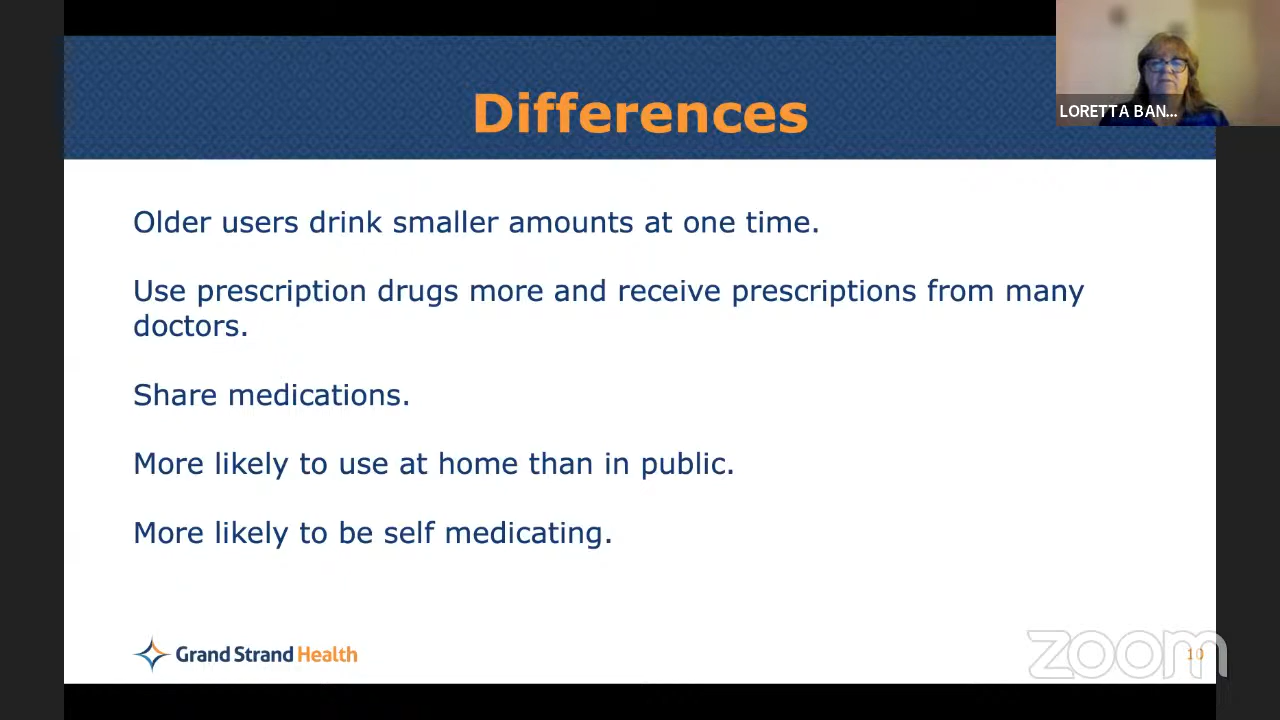 Differences
LORETTA BAN...
Older users drink smaller amounts at one time.
Use prescription drugs more and receive prescriptions from many
doctors.
Share medications.
More likely to use at home than in public.
More likely to be self medicating.
Grand Strand Health
zoom
10